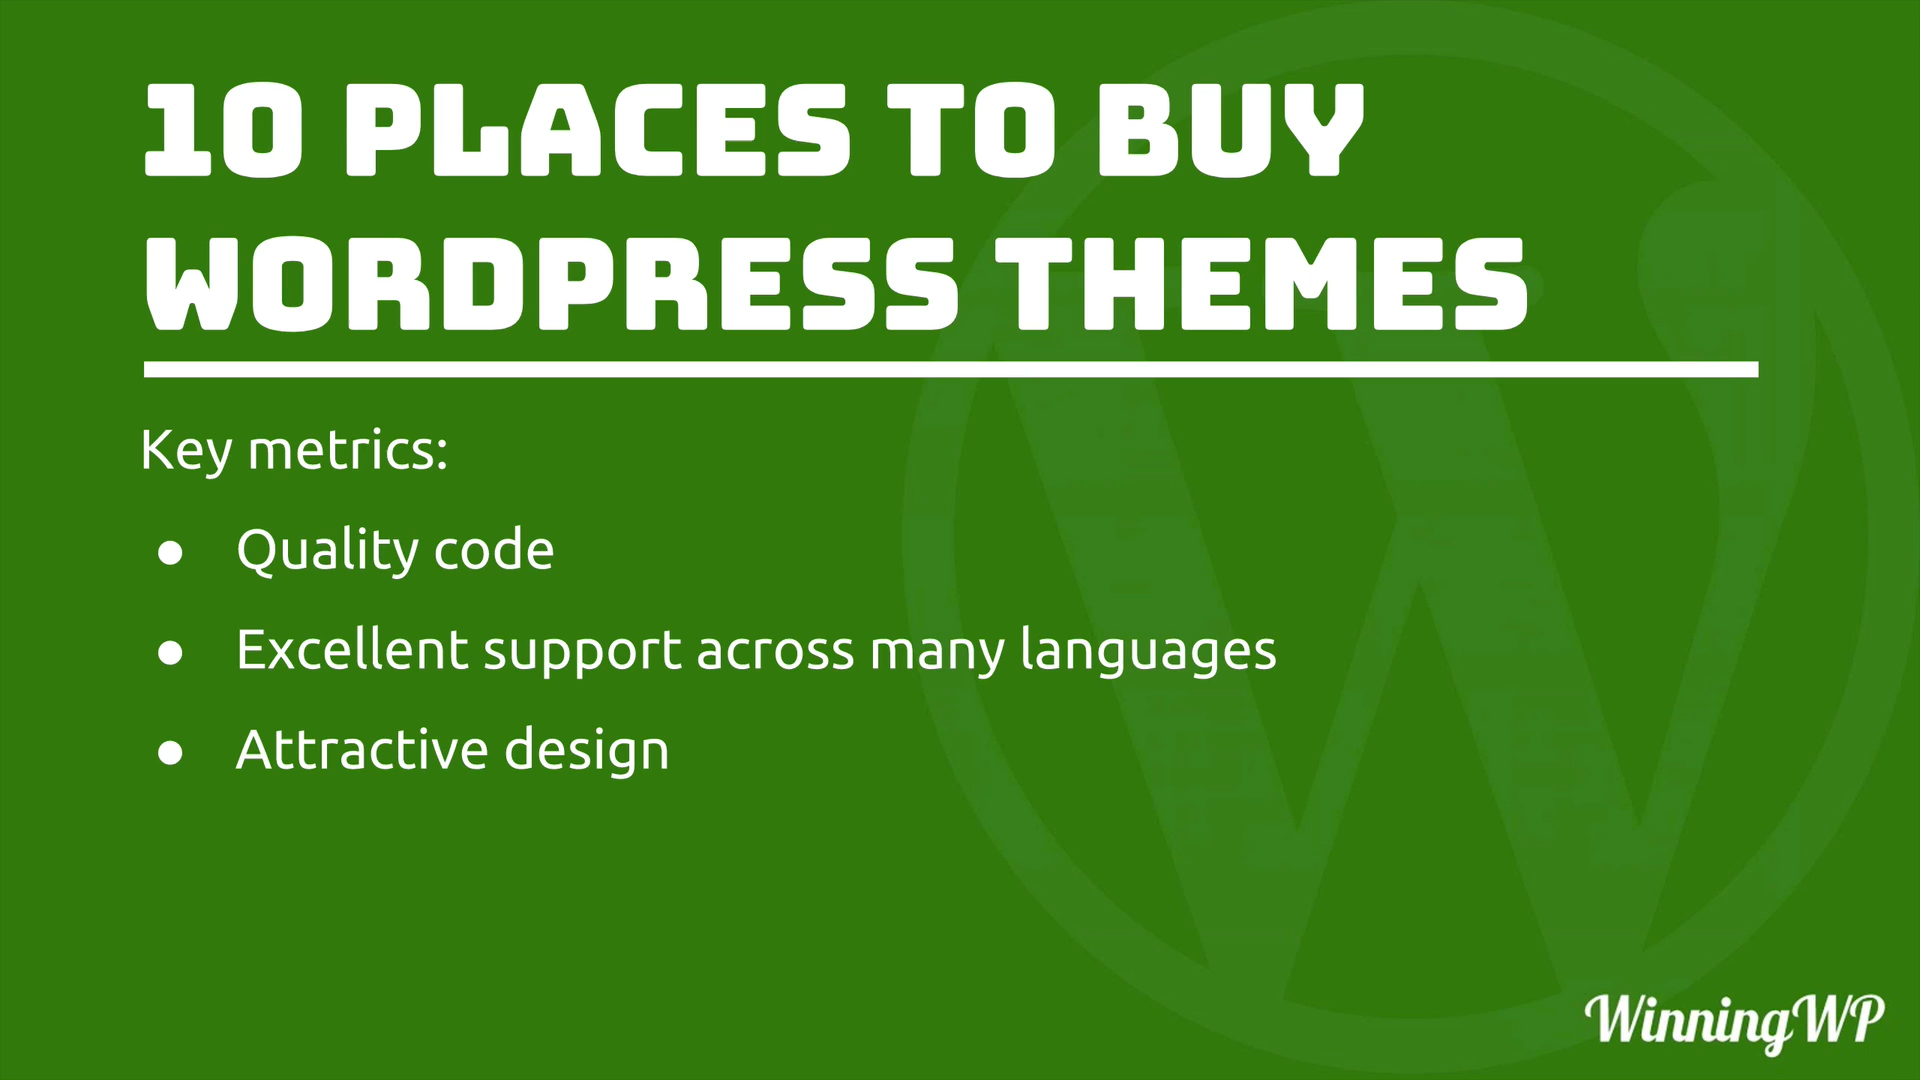 10 PLACES TO BUY
WORDPRESS THEMES
Key metrics:
● Quality code
● Excellent support across many languages
● Attractive design
WinningWP